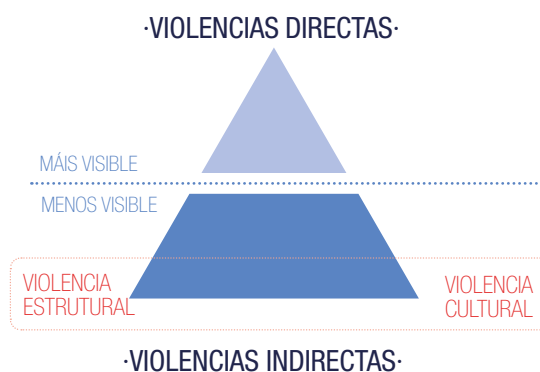 ·VIOLENCIAS DIRECTAS·
MÁIS VISIBLE
MENOS VISIBLE
VIOLENCIA
ESTRUTURAL
VIOLENCIA
CULTURAL
·VIOLENCIAS INDIRECTAS·